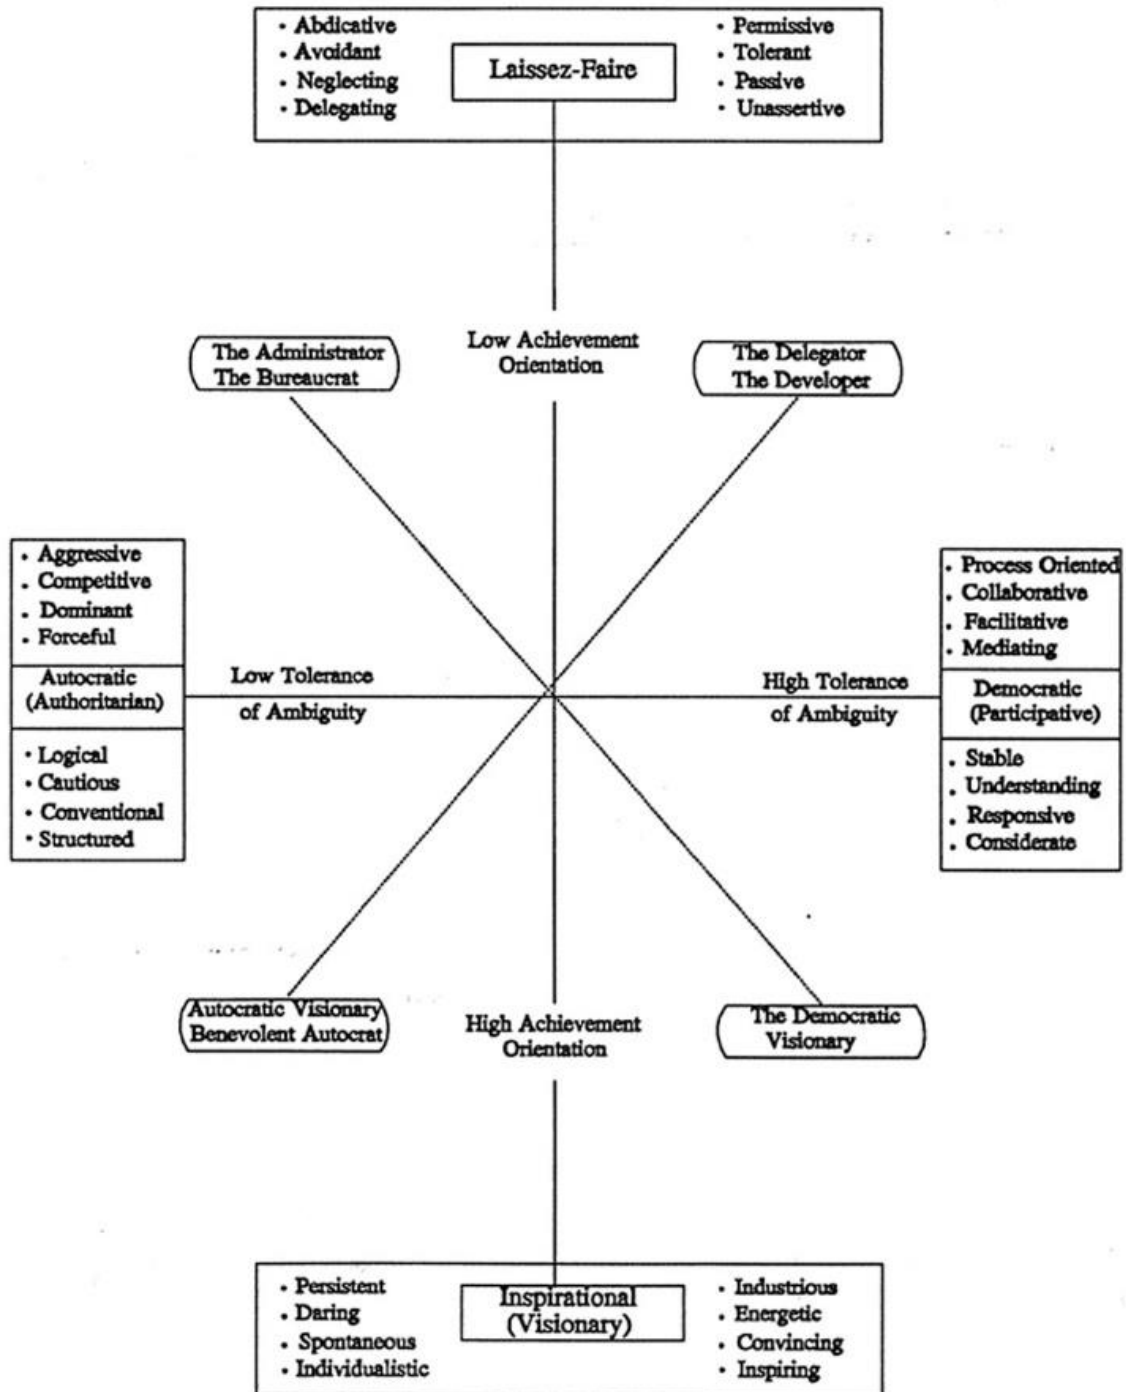 · Abdicative
· Avoidant
· Neglecting
· Delegating
Laissez-Faire
· Permissive
· Tolerant
· Passive
· Unassertive
Low Achievement
Orientation
The Administrator
The Bureaucrat
The Delegator
The Developer
· Aggressive
· Competitive
· Dominant
· Forceful
Autocratic
(Authoritarian)
· Logical
· Cautious
· Conventional
· Structured
Low Tolerance
of Ambiguity
High Tolerance
of Ambiguity
· Process Oriented
· Collaborative
· Facilitative
· Mediating
Democratic
(Participative)
· Stable
· Understanding
· Responsive
· Considerate
Autocratic Visionary
Benevolent Autocrat
High Achievement
Orientation
The Democratic
Visionary
· Persistent
· Daring
· Spontaneous
· Individualistic
Inspirational
(Visionary)
· Industrious
· Energetic
· Convincing
· Inspiring